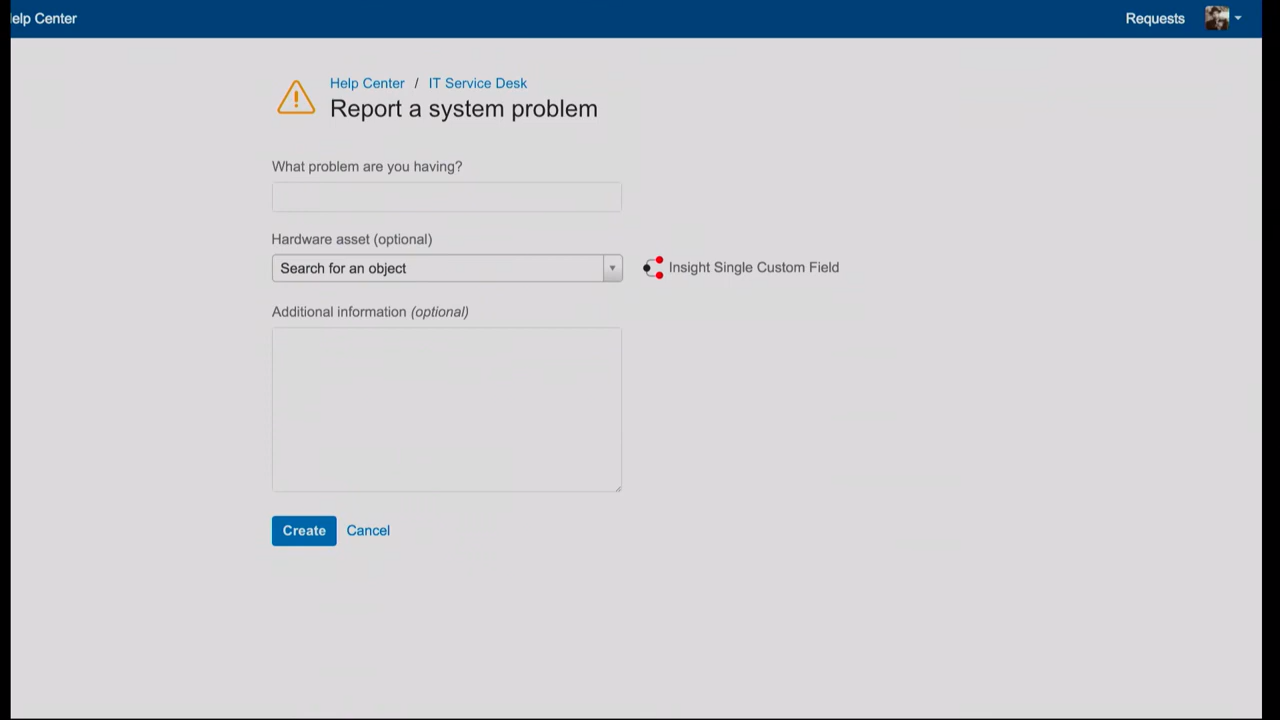 Help Center
Requests
Help Center / IT Service Desk
Report a system problem
What problem are you having?
Hardware asset (optional)
Search for an object
Insight Single Custom Field
Additional information (optional)
Create
Cancel